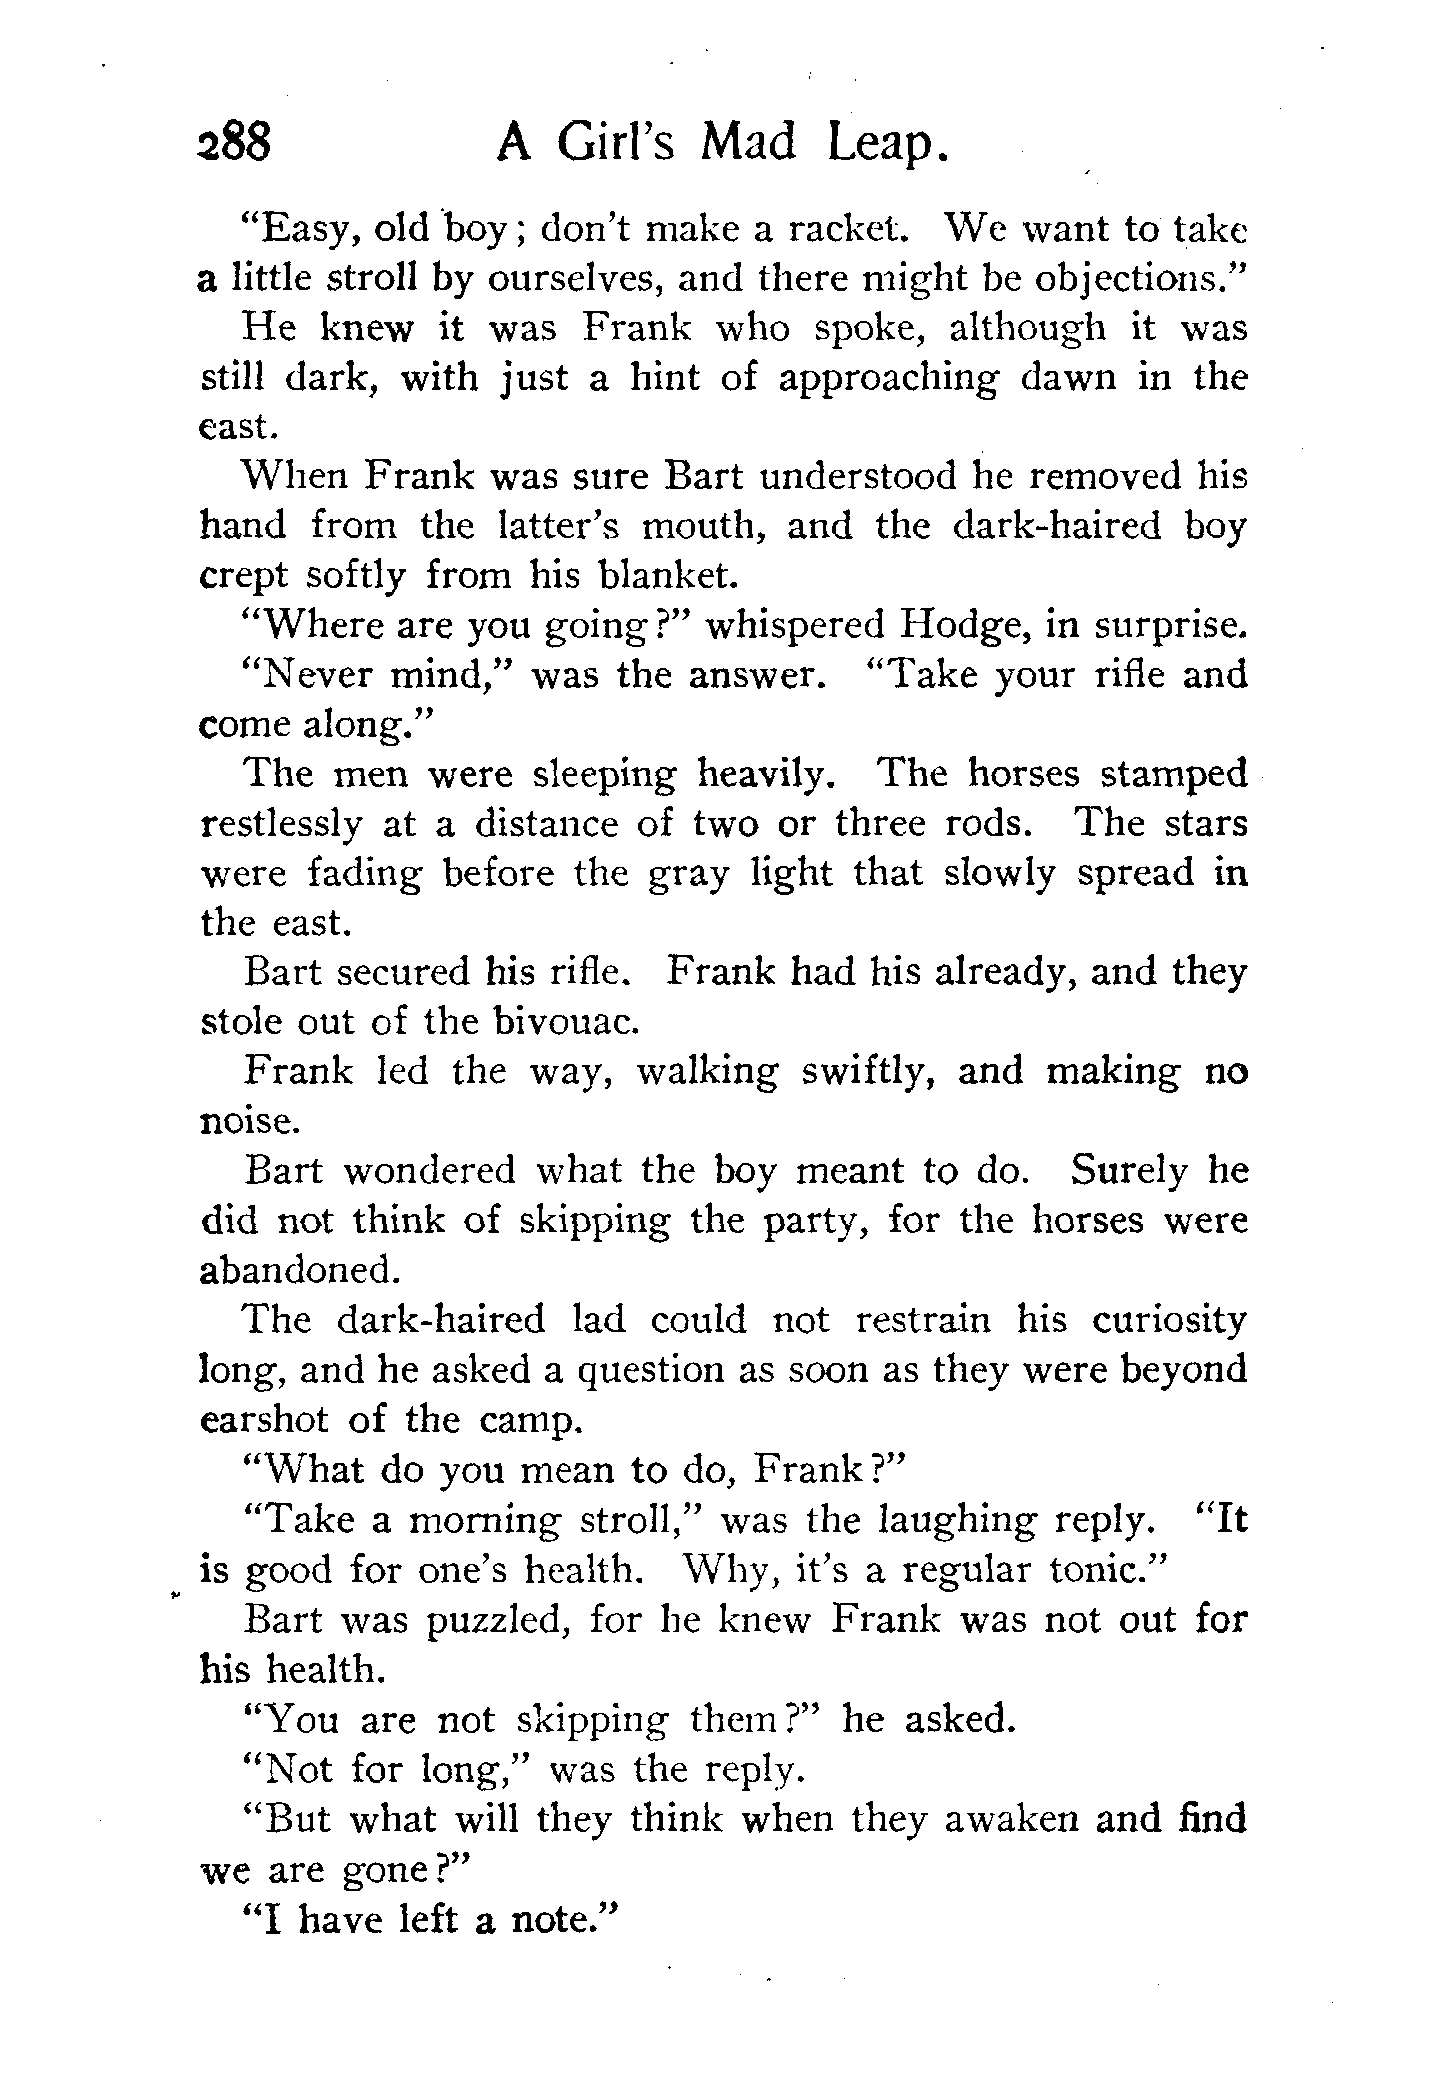 288 A Girl's Mad Leap.
“Easy, old boy; don't make a racket. We want to take
a little stroll by ourselves, and there might be objections.”
He knew it was Frank who spoke, although it was
still dark, with just a hint of approaching dawn in the
east.
When Frank was sure Bart understood he removed his
hand from the latter's mouth, and the dark-haired boy
crept softly from his blanket.
“Where are you going?” whispered Hodge, in surprise.
“Never mind,” was the answer. “Take your rifle and
come along.”
The men were sleeping heavily. The horses stamped
restlessly at a distance of two or three rods. The stars
were fading before the gray light that slowly spread in
the east.
Bart secured his rifle. Frank had his already, and they
stole out of the bivouac.
Frank led the way, walking swiftly, and making no
noise.
Bart wondered what the boy meant to do. Surely he
did not think of skipping the party, for the horses were
abandoned.
The dark-haired lad could not restrain his curiosity
long, and he asked a question as soon as they were beyond
earshot of the camp.
“What do you mean to do, Frank?”
“Take a morning stroll,” was the laughing reply. “It
is good for one's health. Why, it's a regular tonic.”
Bart was puzzled, for he knew Frank was not out for
his health.
“You are not skipping them?” he asked.
“Not for long,” was the reply.
“But what will they think when they awaken and find
we are gone?”
“I have left a note.”